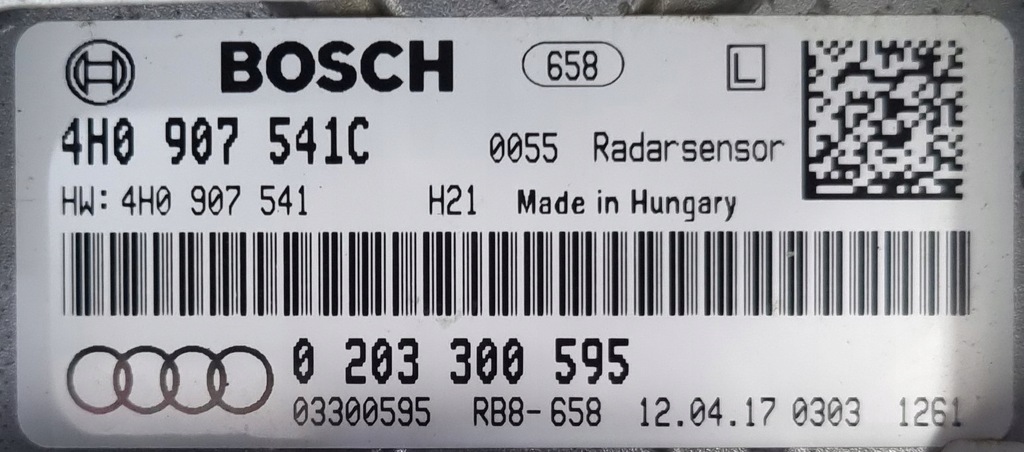 BOSCH 658 L
4H0 907 541C 0055 Radarsensor
HW: 4H0 907 541 H21 Made in Hungary
0 203 300 595
03300595 RB8-658 12.04.17 0303 1261